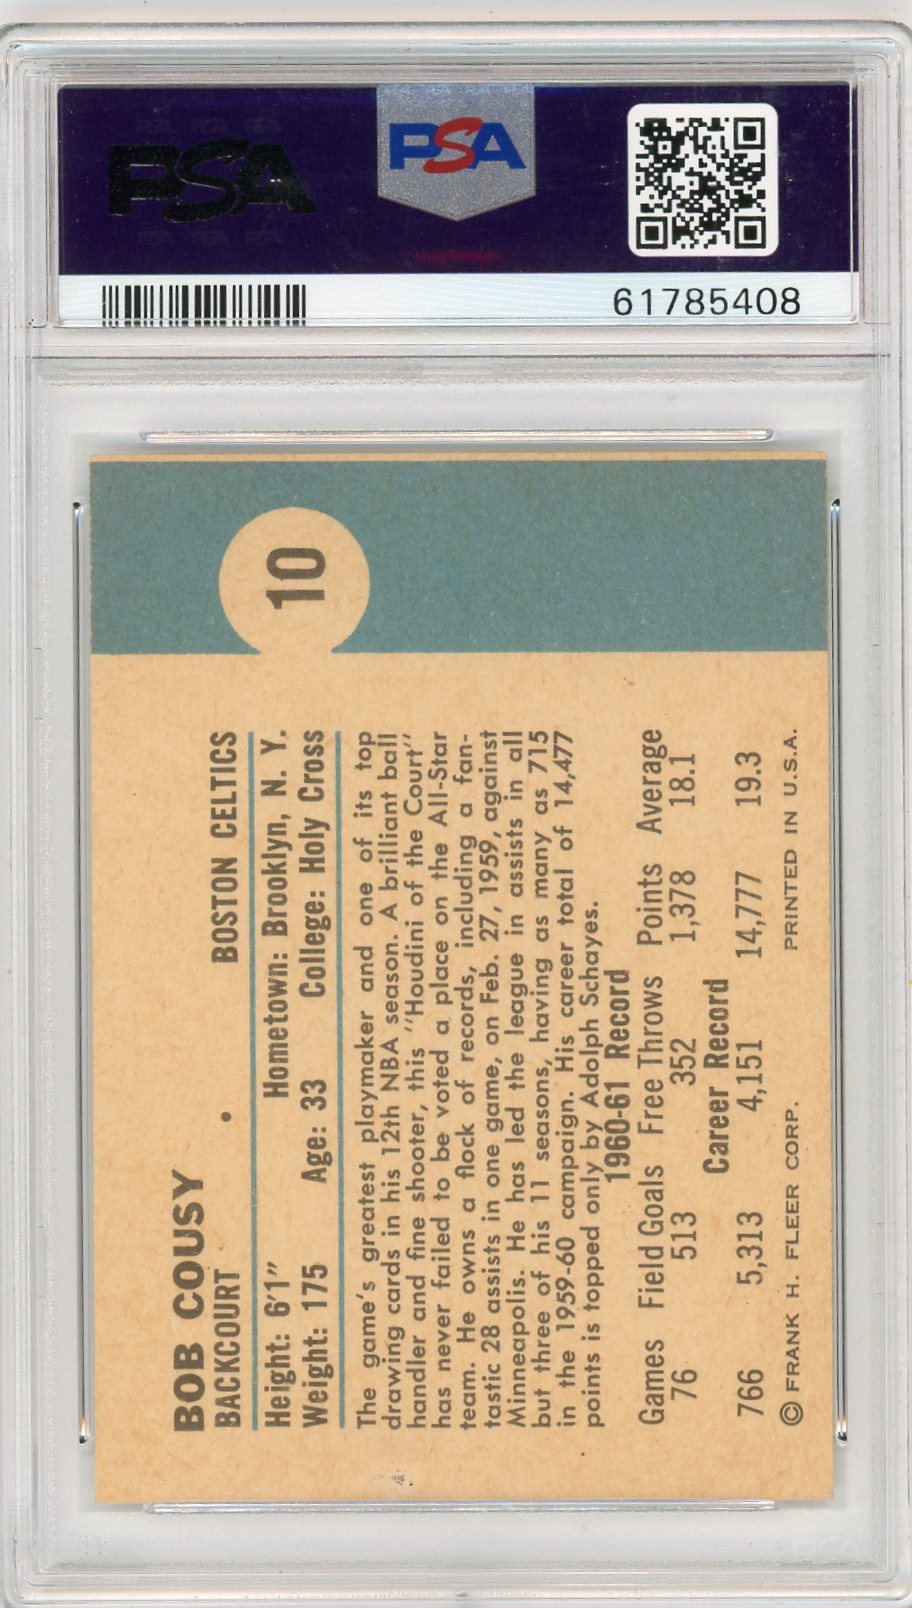 PSA
PSA
61785408
10
BOB COUSY
BACKCOURT BOSTON CELTICS
Height: 6'1" Hometown: Brooklyn, N. Y.
Weight: 175 Age: 33 College: Holy Cross
The game's greatest playmaker and one of its top
drawing cards in his 12th NBA season. A brilliant ball
handler and fine shooter, this "Houdini of the Court"
has never failed to be voted a place on the All-Star
team. He owns a flock of records, including a fan-
tastic 28 assists in one game, on Feb. 27, 1959, against
Minneapolis. He has led the league in assists in all
but three of his 11 seasons, having as many as 715
in the 1959-60 campaign. His career total of 14,477
points is topped only by Adolph Schayes.
1960-61 Record
Games Field Goals Free Throws Points Average
76 513 352 1,378 18.1
Career Record
766 5,313 4,151 14,777 19.3
© FRANK H. FLEER CORP. PRINTED IN U.S.A.